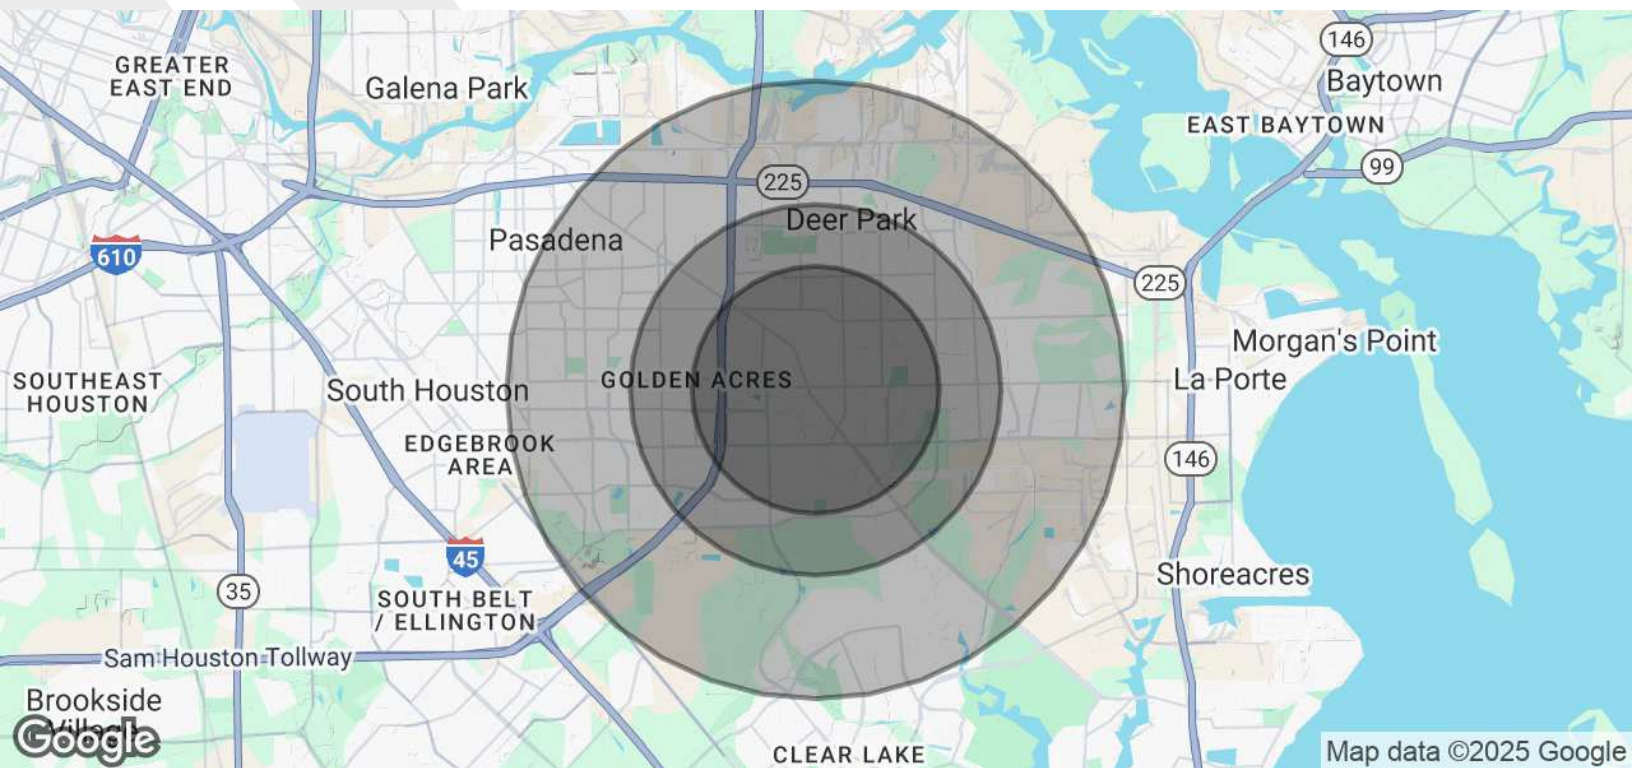 146
Baytown
GREATER
EAST END
Galena Park
EAST BAYTOWN
99
225
Deer Park
Pasadena
610
225
Morgan's Point
SOUTHEAST
HOUSTON
South Houston
GOLDEN ACRES
La Porte
EDGEBROOK
AREA
146
45
35
SOUTH BELT
/ ELLINGTON
Shoreacres
Sam Houston Tollway
Brookside
Village
Google
CLEAR LAKE
Map data ©2025 Google